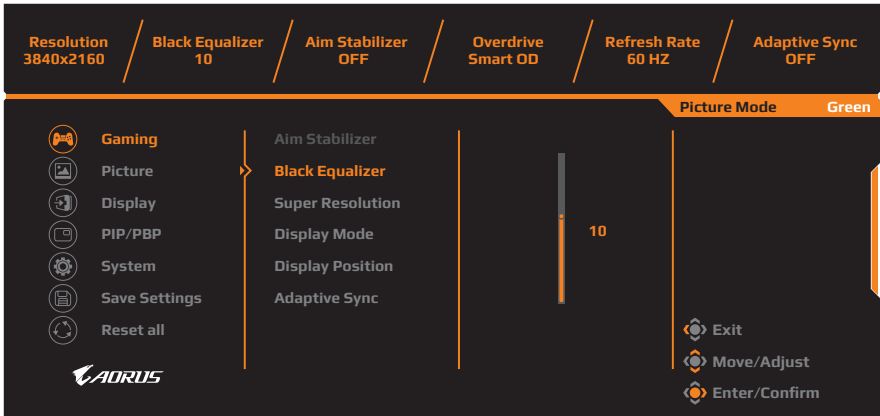 Resolution
3840x2160
Black Equalizer
10
Aim Stabilizer
OFF
Overdrive
Smart OD
Refresh Rate
60 HZ
Adaptive Sync
OFF
Picture Mode Green
Gaming
Picture
Display
PIP/PBP
System
Save Settings
Reset all
AORUS
Aim Stabilizer
Black Equalizer
Super Resolution
Display Mode
Display Position
Adaptive Sync
10
Exit
Move/Adjust
Enter/Confirm